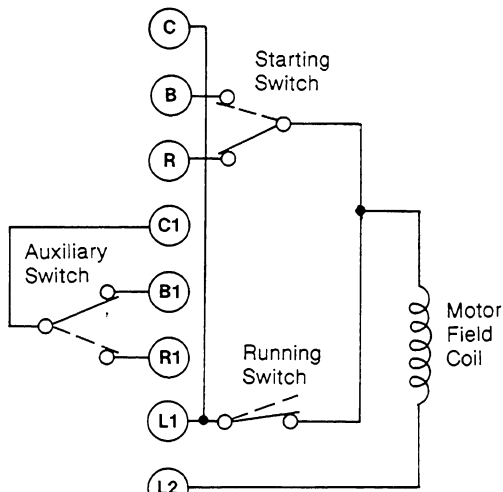 C
Starting
Switch
B
R
C1
Auxiliary
Switch
B1
R1
Running
Switch
Motor
Field
Coil
L1
L2